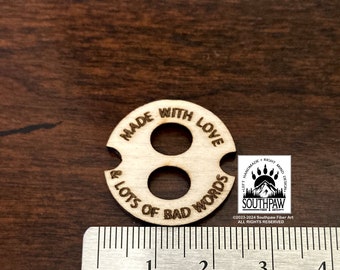 MADE WITH LOVE
& LOTS OF BAD WORDS
SOUTHPAW
©2023-2024 Southpaw Fiber Art
ALL RIGHTS RESERVED
1 2 3 4